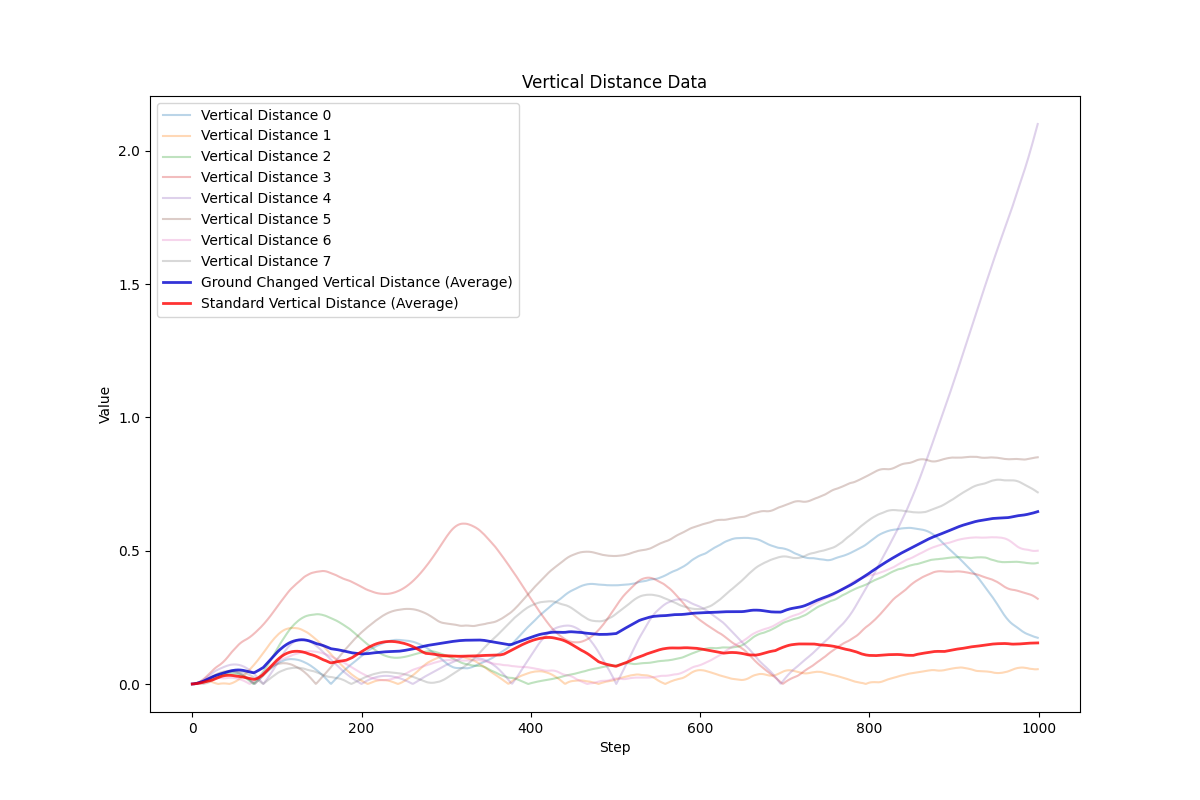 Vertical Distance Data
Vertical Distance 0
Vertical Distance 1
Vertical Distance 2
Vertical Distance 3
Vertical Distance 4
Vertical Distance 5
Vertical Distance 6
Vertical Distance 7
Ground Changed Vertical Distance (Average)
Standard Vertical Distance (Average)
2.0
1.5
1.0
0.5
0.0
Value
0 200 400 600 800 1000
Step